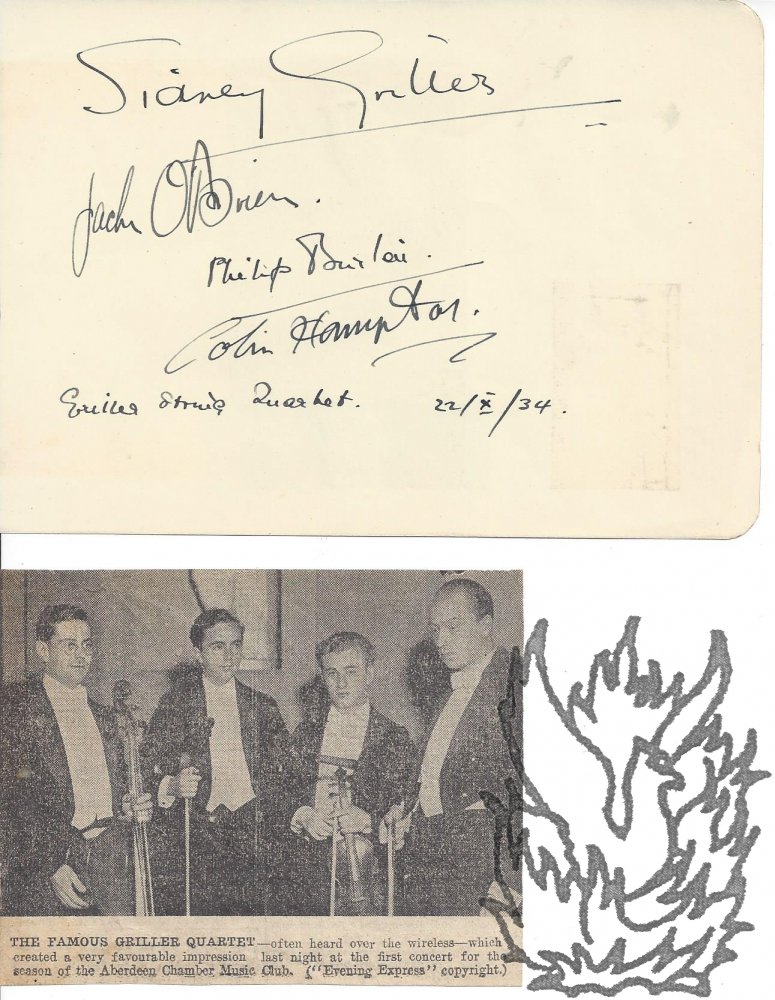 Sidney Griller
Jack O'Brien.
Philip Burton.
Colin Hampton.
Griller String Quartet. 22/X/34.
THE FAMOUS GRILLER QUARTET—often heard over the wireless—which
created a very favourable impression last night at the first concert for the
season of the Aberdeen Chamber Music Club. ("Evening Express" copyright.)